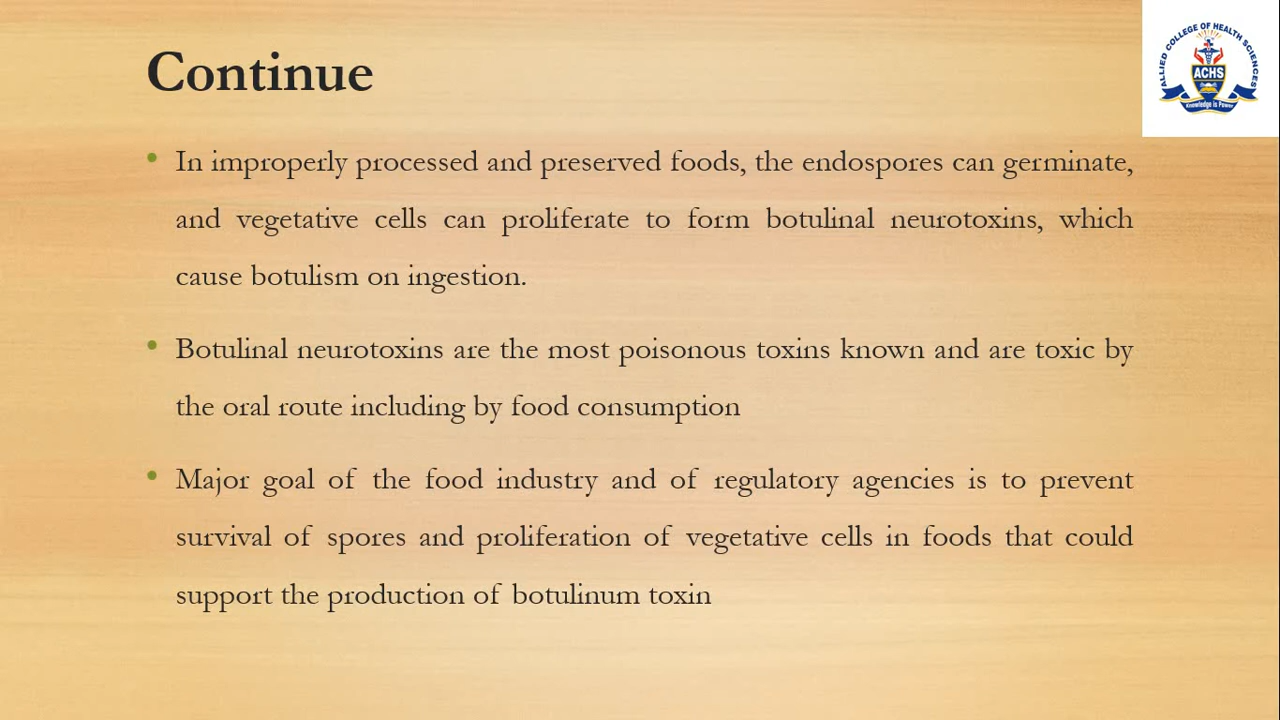 Continue
ALLIED COLLEGE OF HEALTH SCIENCES
ACHS
Knowledge is Power
• In improperly processed and preserved foods, the endospores can germinate,
and vegetative cells can proliferate to form botulinal neurotoxins, which
cause botulism on ingestion.
• Botulinal neurotoxins are the most poisonous toxins known and are toxic by
the oral route including by food consumption
• Major goal of the food industry and of regulatory agencies is to prevent
survival of spores and proliferation of vegetative cells in foods that could
support the production of botulinum toxin